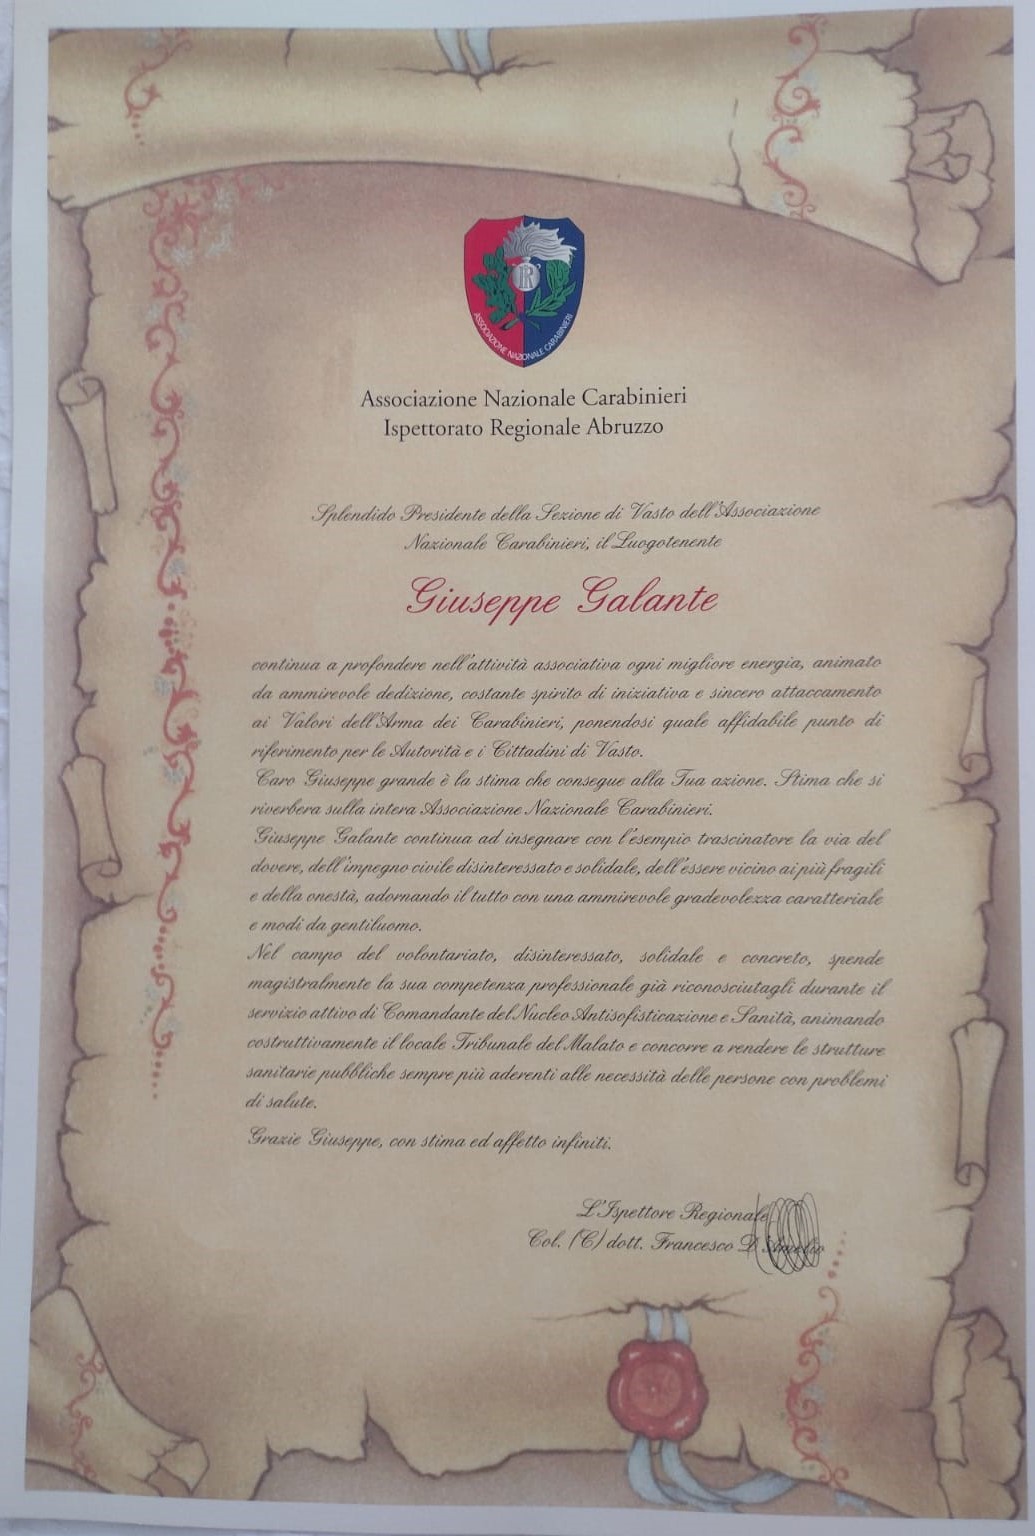 ASSOCIAZIONE NAZIONALE CARABINIERI
Associazione Nazionale Carabinieri
Ispettorato Regionale Abruzzo
Splendido Presidente della Sezione di Vasto dell'Associazione
Nazionale Carabinieri, il Luogotenente
Giuseppe Galante
continua a profondere nell'attività associativa ogni migliore energia, animato
da ammirevole dedizione, costante spirito di iniziativa e sincero attaccamento
ai Valori dell'Arma dei Carabinieri, ponendosi quale affidabile punto di
riferimento per le Autorità e i Cittadini di Vasto.
Caro Giuseppe grande è la stima che consegue alla Tua azione. Stima che si
riverbera sulla intera Associazione Nazionale Carabinieri.
Giuseppe Galante continua ad insegnare con l'esempio trascinatore la via del
dovere, dell'impegno civile disinteressato e solidale, dell'essere vicino ai più fragili
e della onestà, adornando il tutto con una ammirevole gradevolezza caratteriale
e modi da gentiluomo.
Nel campo del volontariato, disinteressato, solidale e concreto, spende
magistralmente la sua competenza professionale già riconosciutagli durante il
servizio attivo di Comandante del Nucleo Antisofisticazione e Sanità, animando
costruttivamente il locale Tribunale del Malato e concorre a rendere le strutture
sanitarie pubbliche sempre più aderenti alle necessità delle persone con problemi
di salute.
Grazie Giuseppe, con stima ed affetto infiniti.
L'Ispettore Regionale
Col. (C) dott. Francesco